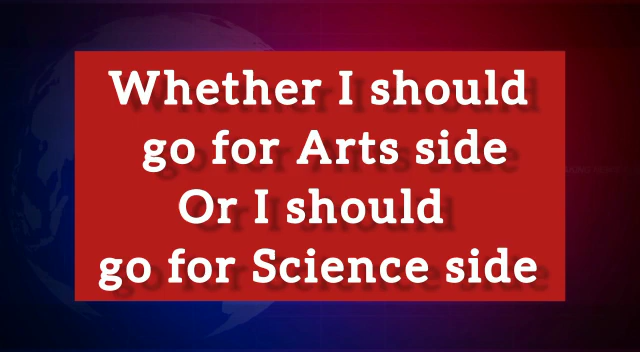 Whether I should
go for Arts side
Or I should
go for Science side